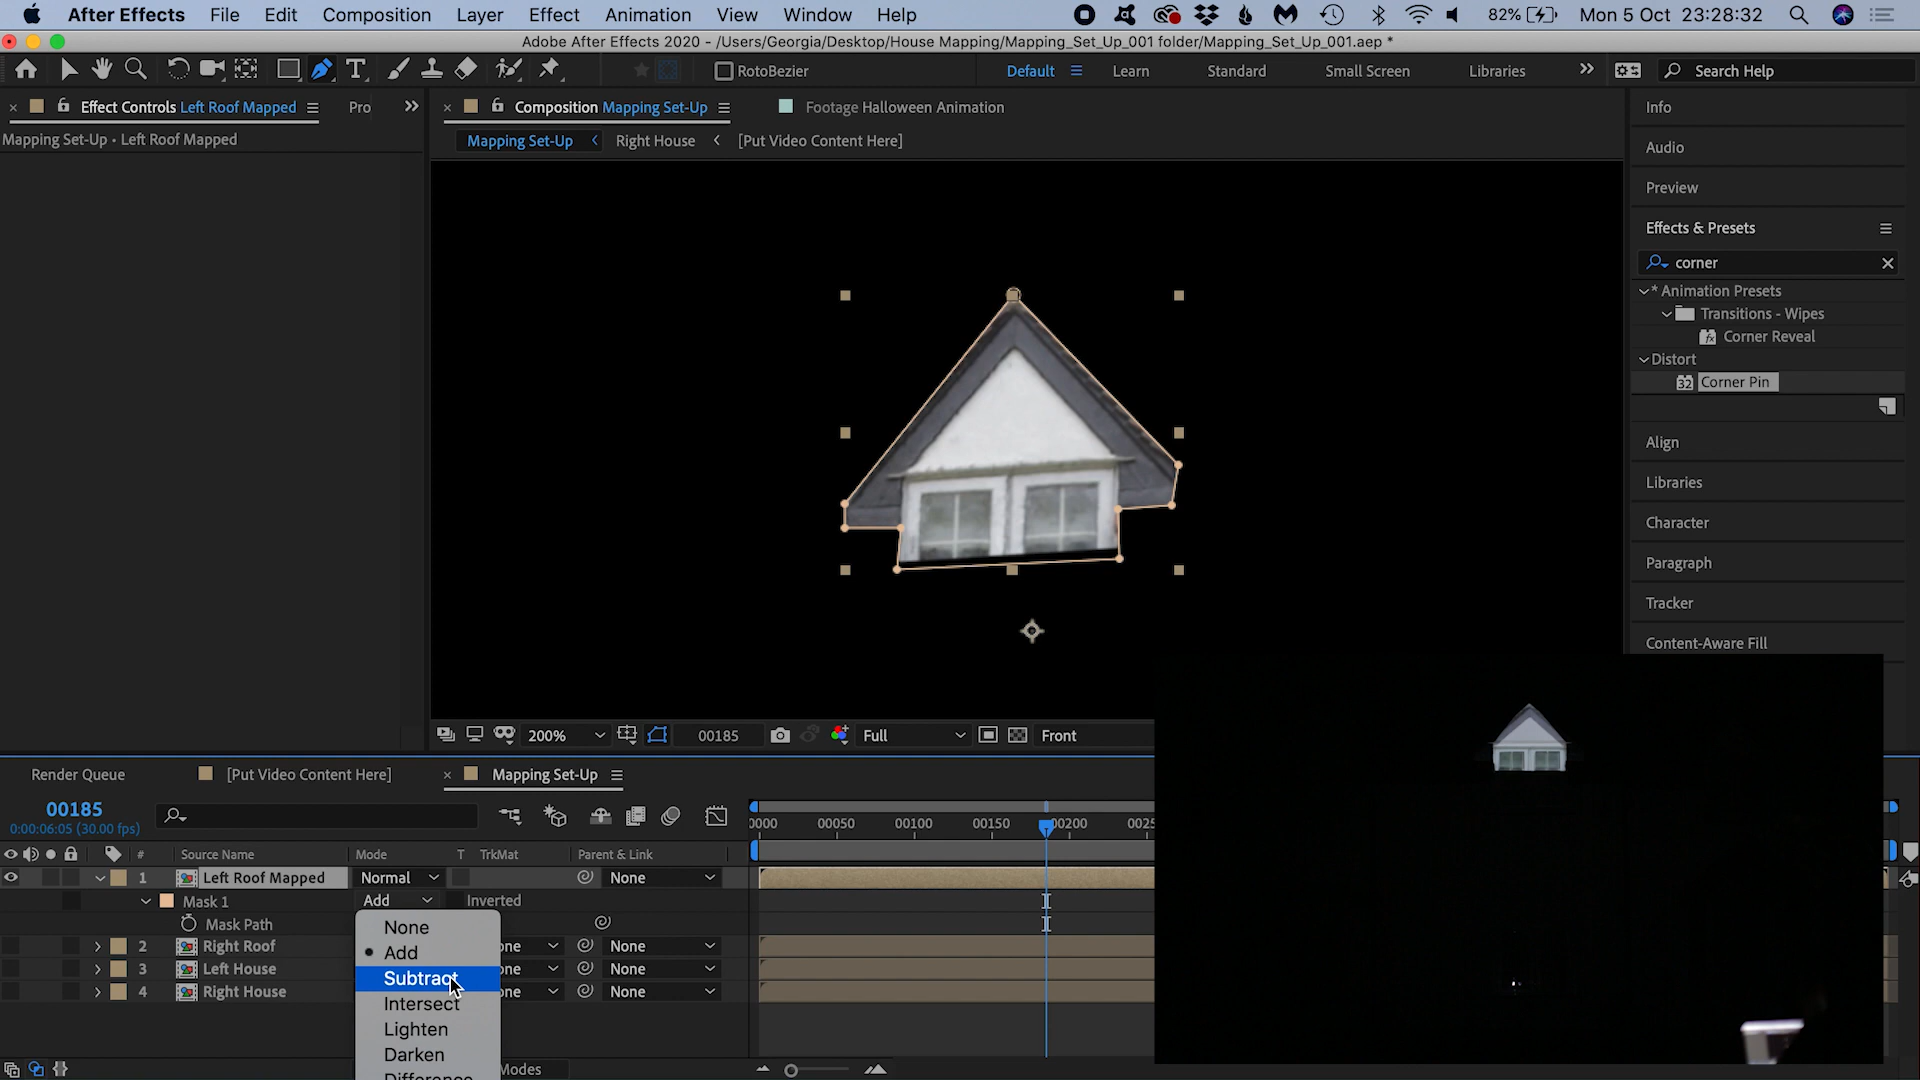 After Effects File Edit Composition Layer Effect Animation View Window Help 82% Mon 5 Oct 23:28:32
Adobe After Effects 2020 - /Users/Georgia/Desktop/House Mapping/Mapping_Set_Up_001 folder/Mapping_Set_Up_001.aep *
RotoBezier Default Learn Standard Small Screen Libraries Search Help
Effect Controls Left Roof Mapped Pro Composition Mapping Set-Up Footage Halloween Animation Info
Mapping Set-Up • Left Roof Mapped Mapping Set-Up Right House [Put Video Content Here]
Audio
Preview
Effects & Presets
corner
* Animation Presets
Transitions - Wipes
Corner Reveal
Distort
32 Corner Pin
Align
Libraries
Character
Paragraph
Tracker
Content-Aware Fill
200% 00185 Full Front
Render Queue [Put Video Content Here] Mapping Set-Up
00185
0:00:06:05 (30.00 fps)
0000 00050 00100 00150 00200 0025
# Source Name Mode T TrkMat Parent & Link
1 Left Roof Mapped Normal None
Mask 1 Add Inverted
Mask Path
2 Right Roof one None
3 Left House one None
4 Right House one None
None
Add
Subtract
Intersect
Lighten
Darken
Difference
Modes